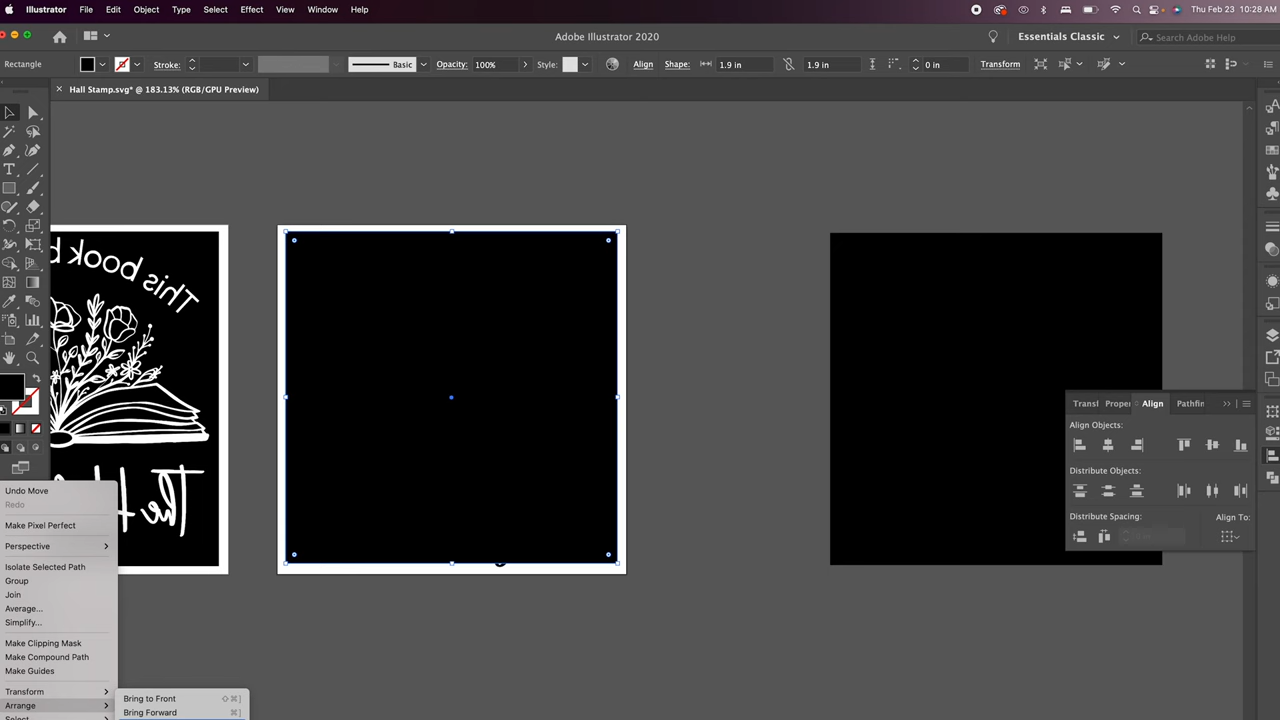 Illustrator File Edit Object Type Select Effect View Window Help Thu Feb 23 10:28 AM
Adobe Illustrator 2020 Essentials Classic Search Adobe Help
Rectangle Stroke: Basic Opacity: 100% Style: Align Shape: 1.9 in 1.9 in 0 in Transform
× Hall Stamp.svg* @ 183.13% (RGB/GPU Preview)
This book b
The H
Transf Proper Align Pathfin
Align Objects:
Distribute Objects:
Distribute Spacing: Align To:
Undo Move
Redo
Make Pixel Perfect
Perspective
Isolate Selected Path
Group
Join
Average...
Simplify...
Make Clipping Mask
Make Compound Path
Make Guides
Transform
Arrange
Select
Bring to Front ⇧⌘]
Bring Forward ⌘]